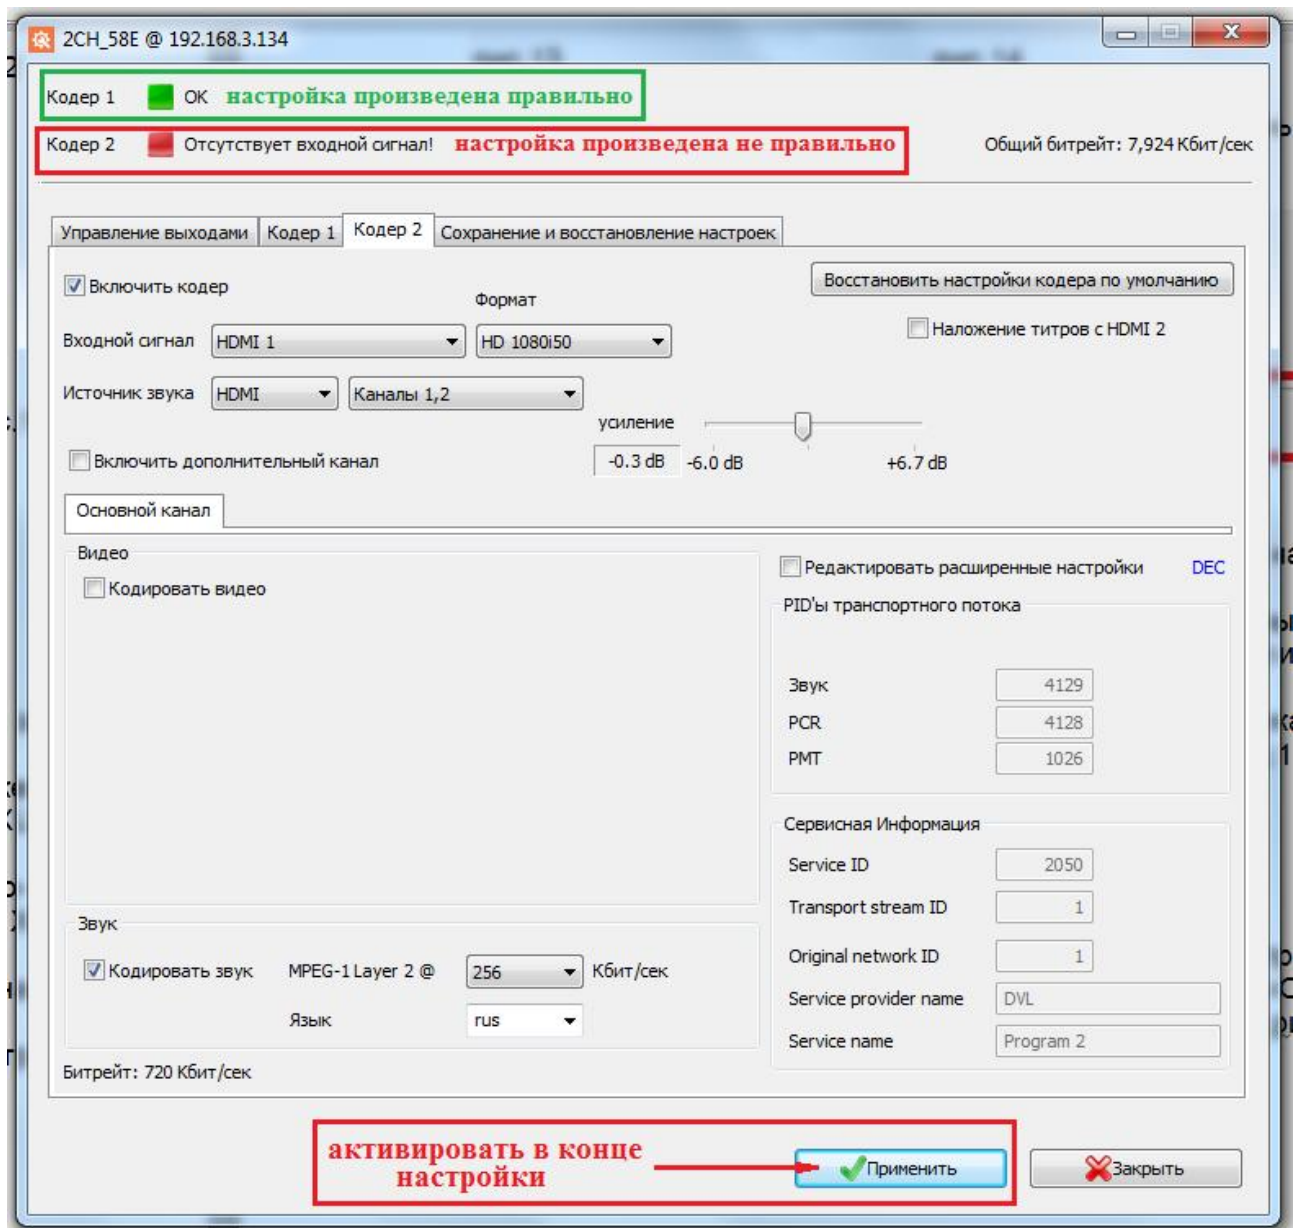 2CH_58E @ 192.168.3.134
Кодер 1 OK настройка произведена правильно
Кодер 2 Отсутствует входной сигнал! настройка произведена не правильно Общий битрейт: 7,924 Кбит/сек
Управление выходами Кодер 1 Кодер 2 Сохранение и восстановление настроек
Включить кодер Восстановить настройки кодера по умолчанию
Формат
Входной сигнал HDMI 1 HD 1080i50 Наложение титров с HDMI 2
Источник звука HDMI Каналы 1,2
усиление
Включить дополнительный канал -0.3 dB -6.0 dB +6.7 dB
Основной канал
Видео
Кодировать видео
Редактировать расширенные настройки DEC
PID'ы транспортного потока
Звук 4129
PCR 4128
PMT 1026
Сервисная Информация
Service ID 2050
Transport stream ID 1
Original network ID 1
Service provider name DVL
Service name Program 2
Звук
Кодировать звук MPEG-1 Layer 2 @ 256 Кбит/сек
Язык rus
Битрейт: 720 Кбит/сек
активировать в конце
настройки
Применить Закрыть